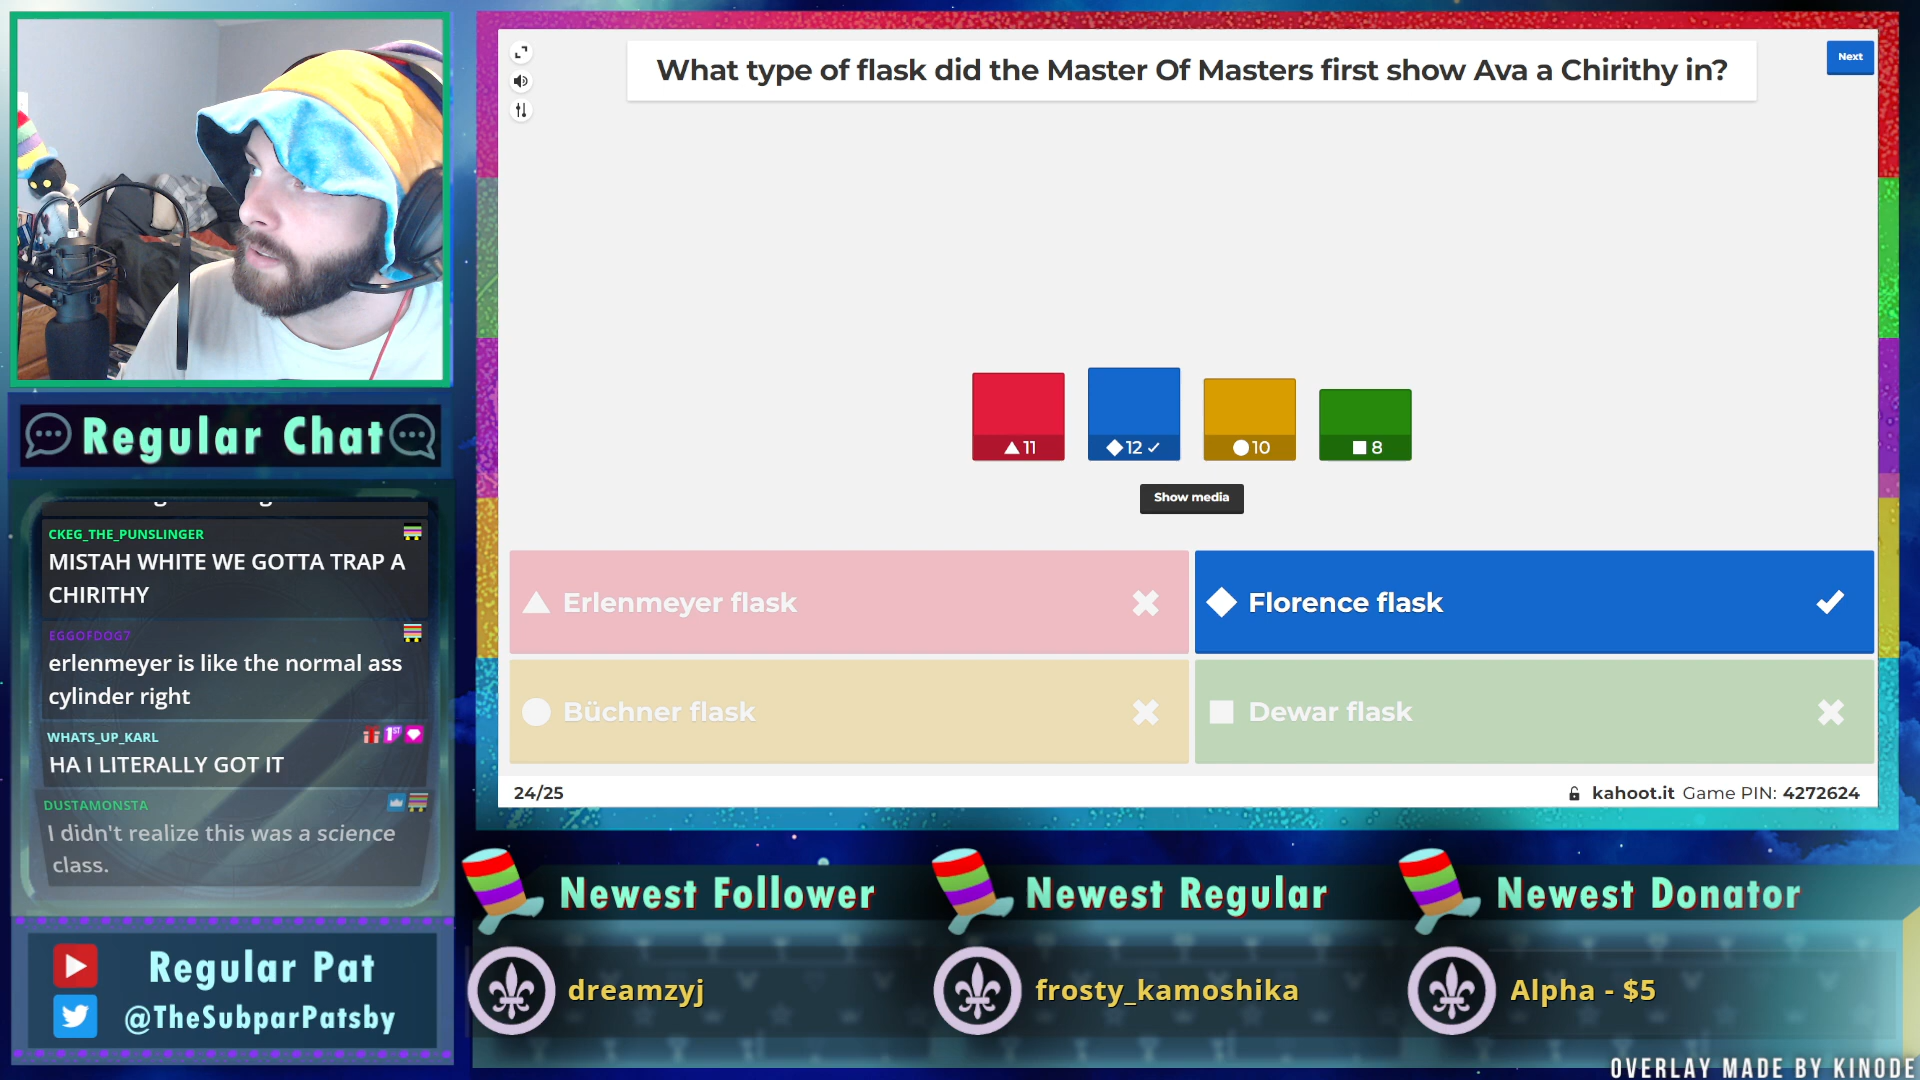 What type of flask did the Master Of Masters first show Ava a Chirithy in?
Next
11
12
10
8
Show media
Erlenmeyer flask
Florence flask
Büchner flask
Dewar flask
24/25
kahoot.it Game PIN: 4272624
Regular Chat
CKEG_THE_PUNSLINGER
MISTAH WHITE WE GOTTA TRAP A
CHIRITHY
EGGOFDOG7
erlenmeyer is like the normal ass
cylinder right
WHATS_UP_KARL
1ST
HA I LITERALLY GOT IT
DUSTAMONSTA
I didn't realize this was a science
class.
Regular Pat
@TheSubparPatsby
Newest Follower
dreamzyj
Newest Regular
frosty_kamoshika
Newest Donator
Alpha - $5
OVERLAY MADE BY KINODE